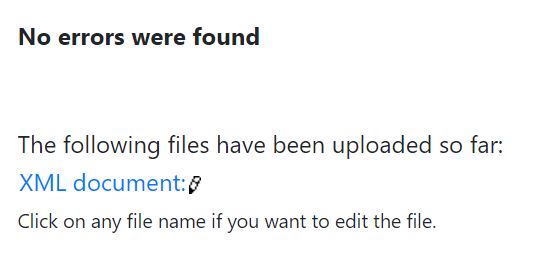 No errors were found
The following files have been uploaded so far:
XML document:
Click on any file name if you want to edit the file.